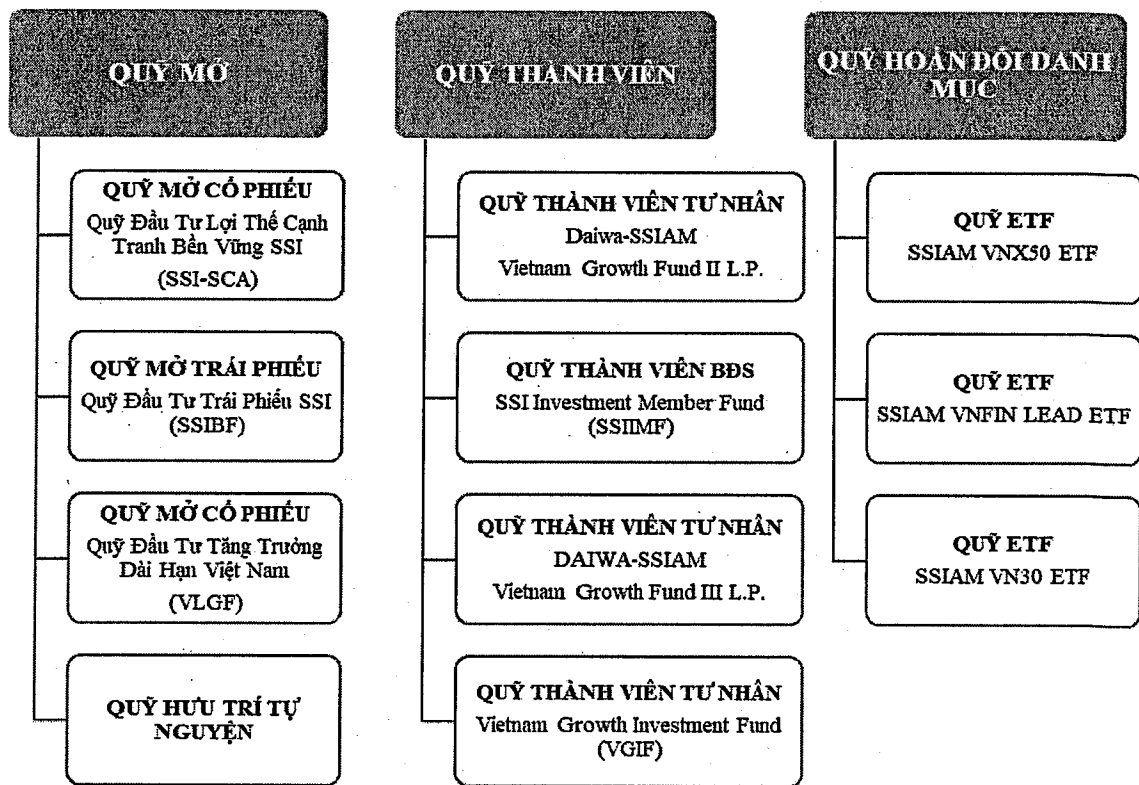 QUỸ MỞ
QUỸ MỞ CỔ PHIẾU
Quỹ Đầu Tư Lợi Thế Cạnh
Tranh Bền Vững SSI
(SSI-SCA)
QUỸ MỞ TRÁI PHIẾU
Quỹ Đầu Tư Trái Phiếu SSI
(SSIBF)
QUỸ MỞ CỔ PHIẾU
Quỹ Đầu Tư Tăng Trưởng
Dài Hạn Việt Nam
(VLGF)
QUỸ HƯU TRÍ TỰ
NGUYỆN
QUỸ THÀNH VIÊN
QUỸ THÀNH VIÊN TƯ NHÂN
Daiwa-SSIAM
Vietnam Growth Fund II L.P.
QUỸ THÀNH VIÊN BĐS
SSI Investment Member Fund
(SSIIMF)
QUỸ THÀNH VIÊN TƯ NHÂN
DAIWA-SSIAM
Vietnam Growth Fund III L.P.
QUỸ THÀNH VIÊN TƯ NHÂN
Vietnam Growth Investment Fund
(VGIF)
QUỸ HOÁN ĐỔI DANH
MỤC
QUỸ ETF
SSIAM VNX50 ETF
QUỸ ETF
SSIAM VNFIN LEAD ETF
QUỸ ETF
SSIAM VN30 ETF